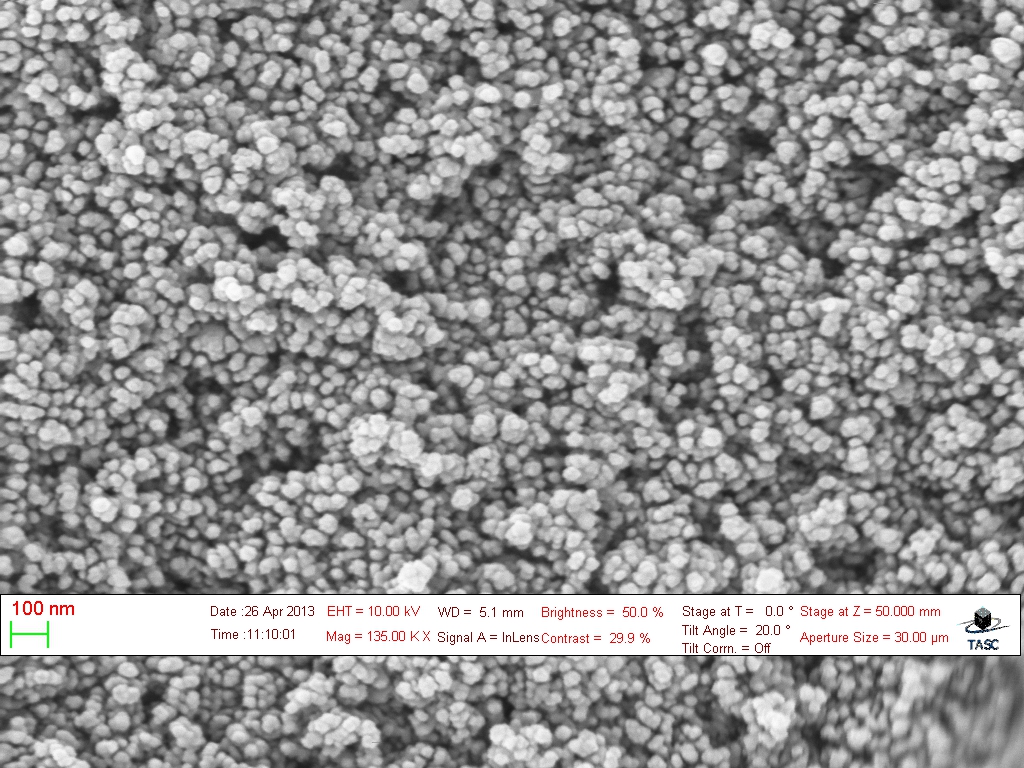 100 nm
Date :26 Apr 2013 EHT = 10.00 kV WD = 5.1 mm Brightness = 50.0 % Stage at T = 0.0 ° Stage at Z = 50.000 mm
Time :11:10:01 Mag = 135.00 K X Signal A = InLens Contrast = 29.9 % Tilt Angle = 20.0 ° Aperture Size = 30.00 µm
Tilt Corrn. = Off
TASC